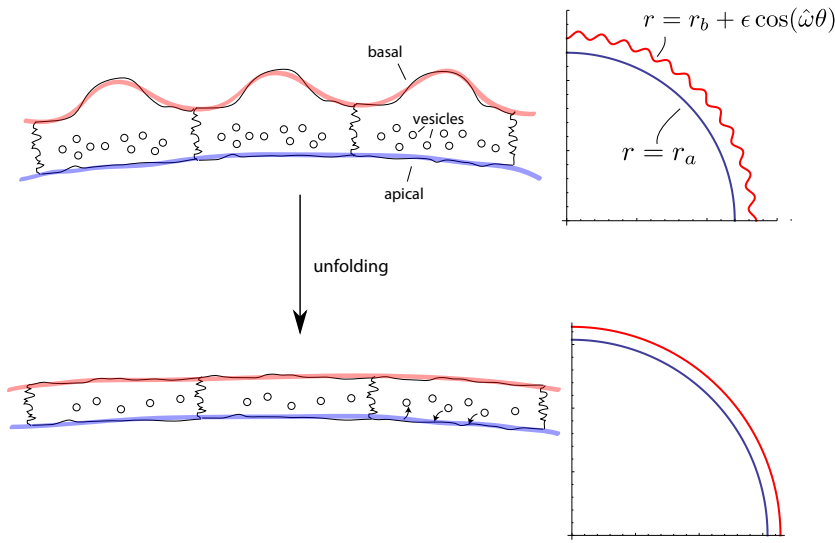 r = r_b + ϵ cos(ω̂θ)
basal
vesicles
r = r_a
apical
unfolding